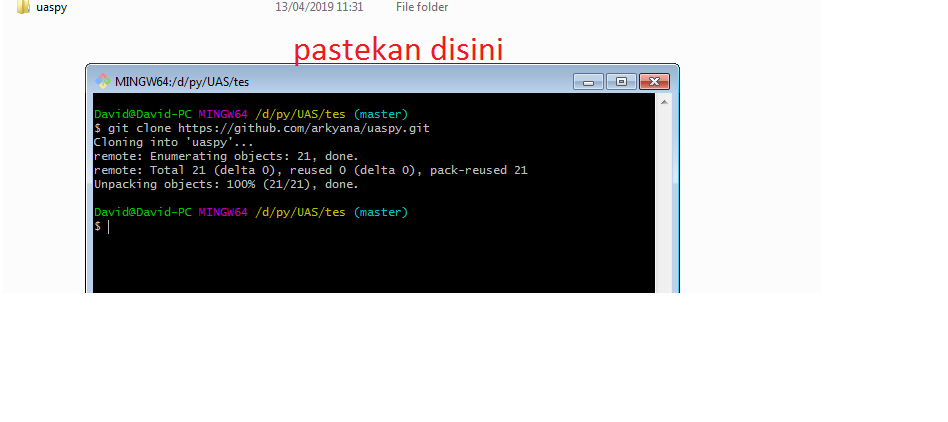 uaspy 13/04/2019 11:31 File folder
pastekan disini
MINGW64:/d/py/UAS/tes
David@David-PC MINGW64 /d/py/UAS/tes (master)
$ git clone https://github.com/arkyana/uaspy.git
Cloning into 'uaspy'...
remote: Enumerating objects: 21, done.
remote: Total 21 (delta 0), reused 0 (delta 0), pack-reused 21
Unpacking objects: 100% (21/21), done.
David@David-PC MINGW64 /d/py/UAS/tes (master)
$